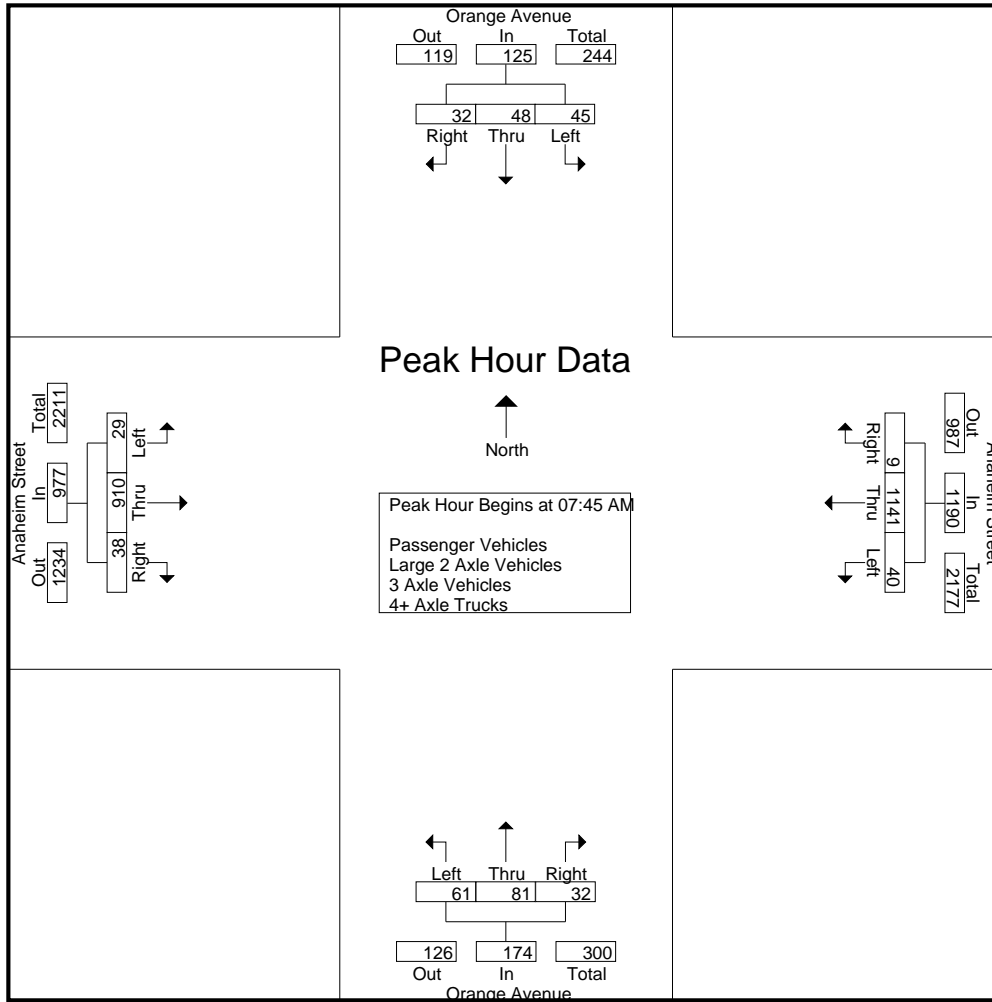 Orange Avenue
Out In Total
119 125 244
32 48 45
Right Thru Left
Peak Hour Data
North
Peak Hour Begins at 07:45 AM
Passenger Vehicles
Large 2 Axle Vehicles
3 Axle Vehicles
4+ Axle Trucks
Anaheim Street
Out In Total
1234 977 2211
38 910 29
Right Thru Left
Anaheim Street
Out In Total
987 1190 2177
9 1141 40
Right Thru Left
Left Thru Right
61 81 32
126 174 300
Out In Total
Orange Avenue